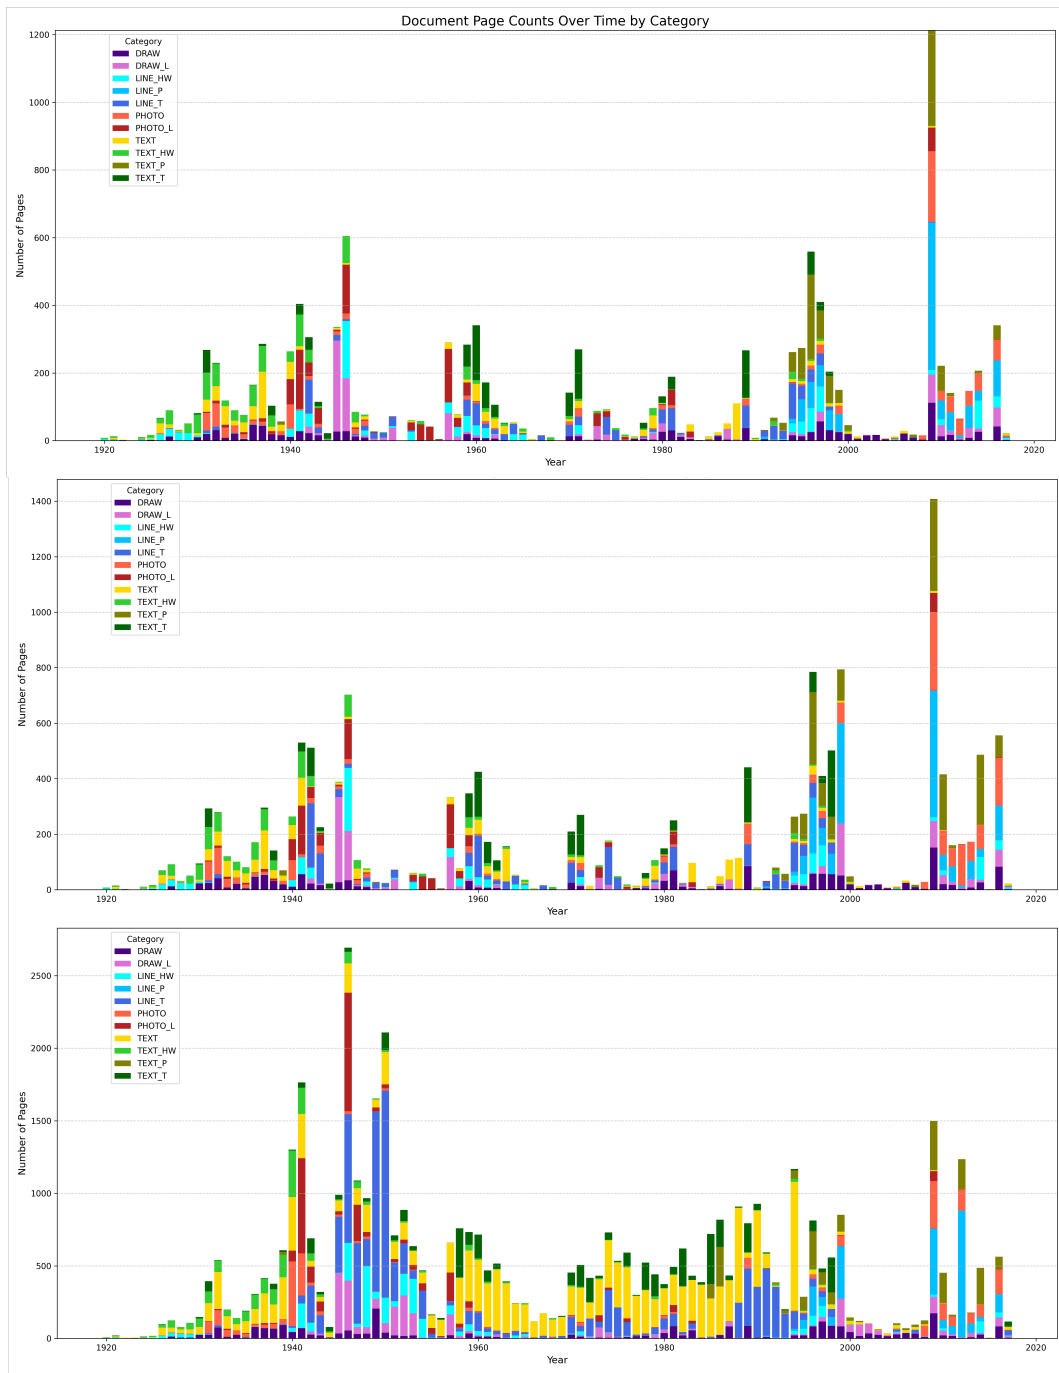 Document Page Counts Over Time by Category
Number of Pages
1200
1000
800
600
400
200
0
Category
DRAW
DRAW_L
LINE_HW
LINE_P
LINE_T
PHOTO
PHOTO_L
TEXT
TEXT_HW
TEXT_P
TEXT_T
1920
1940
1960
1980
2000
2020
Year
Number of Pages
1400
1200
1000
800
600
400
200
0
Category
DRAW
DRAW_L
LINE_HW
LINE_P
LINE_T
PHOTO
PHOTO_L
TEXT
TEXT_HW
TEXT_P
TEXT_T
1920
1940
1960
1980
2000
2020
Year
Number of Pages
2500
2000
1500
1000
500
0
Category
DRAW
DRAW_L
LINE_HW
LINE_P
LINE_T
PHOTO
PHOTO_L
TEXT
TEXT_HW
TEXT_P
TEXT_T
1920
1940
1960
1980
2000
2020
Year